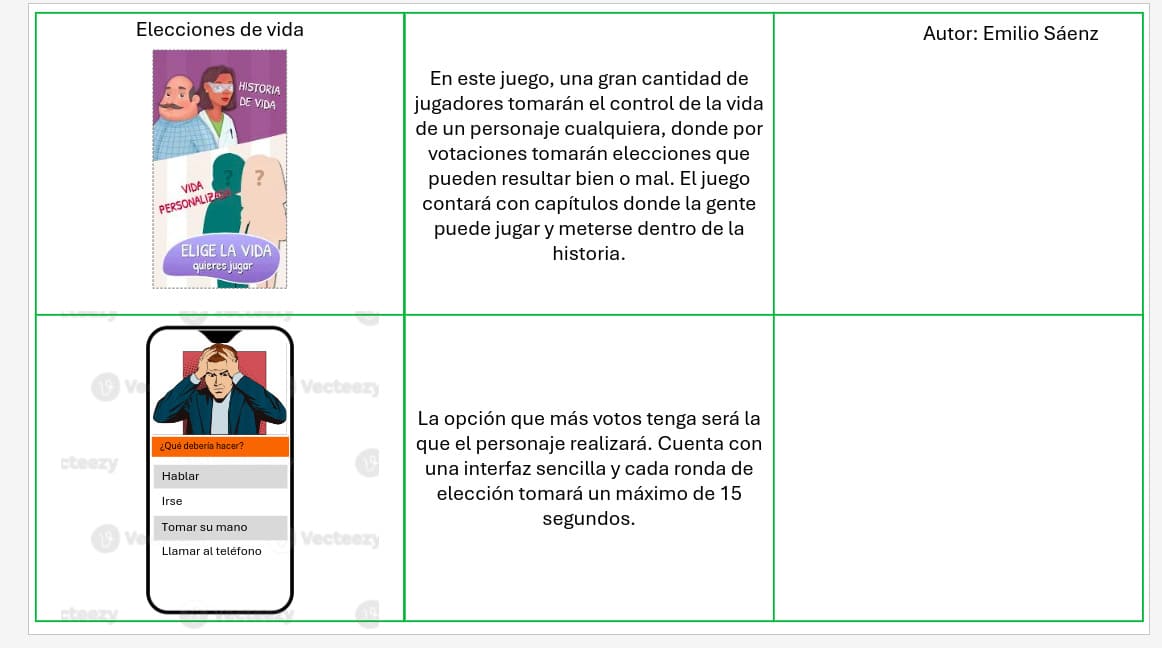 Elecciones de vida
HISTORIA
DE VIDA
? ?
VIDA
PERSONALIZADA
ELIGE LA VIDA
quieres jugar
En este juego, una gran cantidad de
jugadores tomarán el control de la vida
de un personaje cualquiera, donde por
votaciones tomarán elecciones que
pueden resultar bien o mal. El juego
contará con capítulos donde la gente
puede jugar y meterse dentro de la
historia.
Autor: Emilio Sáenz
Vecteezy
¿Qué debería hacer?
Hablar
Irse
Tomar su mano
Llamar al teléfono
Vecteezy
La opción que más votos tenga será la
que el personaje realizará. Cuenta con
una interfaz sencilla y cada ronda de
elección tomará un máximo de 15
segundos.